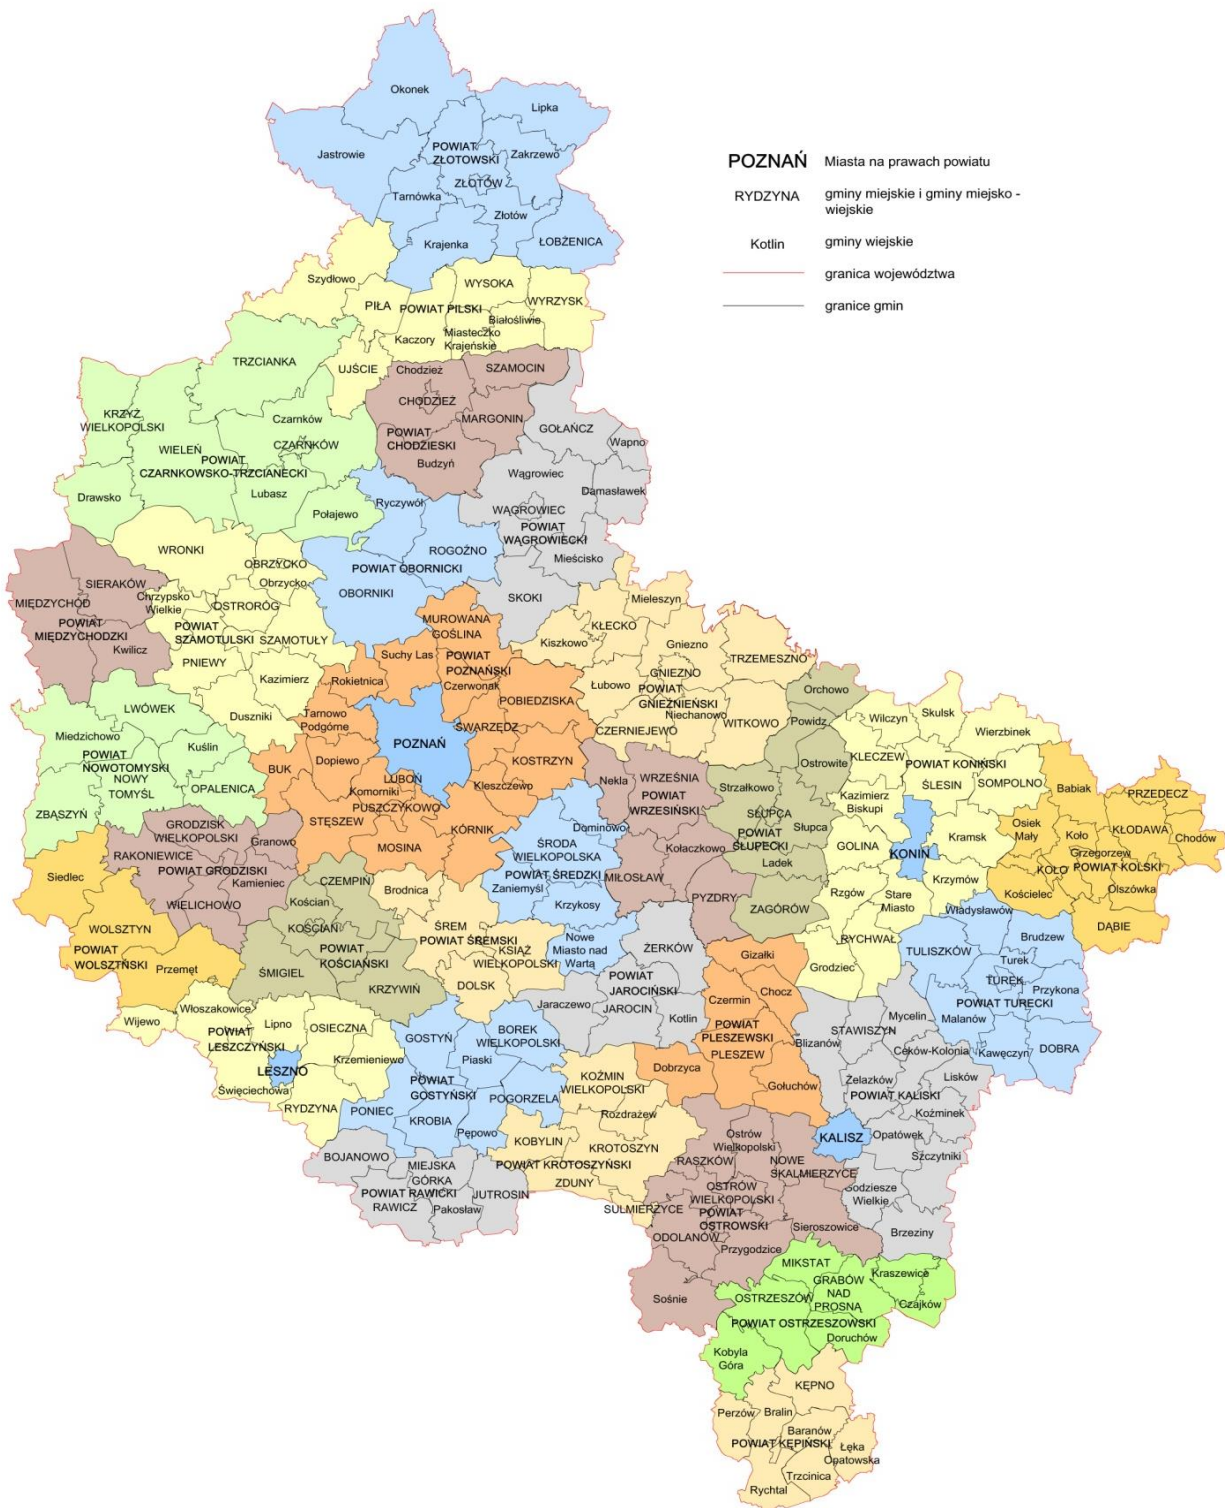 Okonek
Lipka
Jastrowie
POWIAT
ZŁOTOWSKI
Zakrzewo
ZŁOTÓW
Tarnówka
Złotów
Krajenka
ŁOBŻENICA
POZNAŃ Miasta na prawach powiatu
RYDZYNA gminy miejskie i gminy miejsko -
wiejskie
Kotlin gminy wiejskie
granica województwa
granice gmin
Szydłowo
PIŁA
POWIAT PILSKI
WYSOKA
WYRZYSK
Białośliwie
Miasteczko
Krajeńskie
Kaczory
UJŚCIE
TRZCIANKA
KRZYŻ
WIELKOPOLSKI
WIELEŃ
Czarnków
CZARNKÓW
POWIAT
CZARNKOWSKO-TRZCIANECKI
Drawsko
Lubasz
Połajewo
Chodzież
SZAMOCIN
CHODZIEŻ
MARGONIN
POWIAT
CHODZIESKI
Budzyń
GOŁAŃCZ
Wapno
Wągrowiec
Damasławek
WĄGROWIEC
POWIAT
WĄGROWIECKI
Mieścisko
SKOKI
Ryczywół
ROGOŹNO
POWIAT OBORNICKI
OBORNIKI
WRONKI
OBRZYCKO
Obrzycko
Chrzypsko
Wielkie
OSTRORÓG
POWIAT
SZAMOTULSKI
SZAMOTUŁY
PNIEWY
Kazimierz
Duszniki
SIERAKÓW
MIĘDZYCHÓD
POWIAT
MIĘDZYCHODZKI
Kwilicz
LWÓWEK
Miedzichowo
Kuślin
POWIAT
NOWOTOMYSKI
NOWY
TOMYŚL
OPALENICA
ZBĄSZYŃ
MUROWANA
GOŚLINA
Suchy Las
POWIAT
POZNAŃSKI
Czerwonak
Rokietnica
POBIEDZISKA
Tarnowo
Podgórne
SWARZĘDZ
POZNAŃ
BUK
Dopiewo
KOSTRZYN
LUBOŃ
Komorniki
Kleszczewo
PUSZCZYKOWO
STĘSZEW
KÓRNIK
MOSINA
Mieleszyn
KŁECKO
Kiszkowo
Gniezno
TRZEMESZNO
GNIEZNO
Łubowo
POWIAT
GNIEŹNIEŃSKI
Niechanowo
WITKOWO
CZERNIEJEWO
Orchowo
Powidz
Ostrowite
Strzałkowo
SŁUPCA
Słupca
POWIAT
SŁUPECKI
Ladek
ZAGÓRÓW
Wilczyn
Skulsk
Wierzbinek
KLECZEW
POWIAT KONIŃSKI
ŚLESIN
SOMPOLNO
Kazimierz
Biskupi
Kramsk
GOLINA
KONIN
Krzymów
Rzgów
Stare
Miasto
RYCHWAŁ
Grodziec
Babiak
PRZEDECZ
Osiek
Mały
Koło
KŁODAWA
Chodów
Grzegorzew
KOŁO
POWIAT KOLSKI
Kościelec
Olszówka
DĄBIE
Nekla
WRZEŚNIA
POWIAT
WRZESIŃSKI
Kołaczkowo
MIŁOSŁAW
PYZDRY
GRODZISK
WIELKOPOLSKI
Granowo
RAKONIEWICE
POWIAT GRODZISKI
Kamieniec
WIELICHOWO
Siedlec
WOLSZTYN
POWIAT
WOLSZTŃSKI
Przemęt
CZEMPIŃ
Kościan
KOŚCIAN
POWIAT
KOŚCIAŃSKI
ŚMIGIEL
KRZYWIŃ
Brodnica
ŚREM
POWIAT ŚREMSKI
KSIĄŻ
WIELKOPOLSKI
DOLSK
Dominowo
ŚRODA
WIELKOPOLSKA
POWIAT ŚREDZKI
Zaniemyśl
Krzykosy
Nowe
Miasto nad
Wartą
ŻERKÓW
POWIAT
JAROCIŃSKI
Jaraczewo
JAROCIN
Kotlin
Gizałki
Chocz
Czermin
POWIAT
PLESZEWSKI
PLESZEW
Dobrzyca
Gołuchów
Władysławów
TULISZKÓW
Brudzew
Turek
TUREK
Przykona
POWIAT TURECKI
Malanów
Kawęczyn
DOBRA
Mycelin
STAWISZYN
Blizanów
Ceków-Kolonia
Żelazków
Lisków
POWIAT KALISKI
Koźminek
KALISZ
Opatówek
Szczytniki
Godziesze
Wielkie
Brzeziny
Włoszakowice
Wijewo
Lipno
OSIECZNA
POWIAT
LESZCZYŃSKI
LESZNO
Krzemieniewo
Święciechowa
RYDZYNA
GOSTYŃ
BOREK
WIELKOPOLSKI
Piaski
POWIAT
GOSTYŃSKI
POGORZELA
PONIEC
KROBIA
Pępowo
KOŹMIN
WIELKOPOLSKI
Rozdrażew
KOBYLIN
KROTOSZYN
POWIAT KROTOSZYŃSKI
ZDUNY
SULMIERZYCE
BOJANOWO
MIEJSKA
GÓRKA
POWIAT RAWICKI
JUTROSIN
RAWICZ
Pakosław
Ostrów
Wielkopolski
RASZKÓW
NOWE
SKALMIERZYCE
OSTRÓW
WIELKOPOLSKI
POWIAT
OSTROWSKI
ODOLANÓW
Sieroszowice
Przygodzice
Sośnie
MIKSTAT
Kraszewice
GRABÓW
NAD
PROSNĄ
Czajków
OSTRZESZÓW
POWIAT OSTRZESZOWSKI
Doruchów
Kobyla
Góra
KĘPNO
Perzów
Bralin
Baranów
POWIAT KĘPIŃSKI
Łęka
Opatowska
Trzcinica
Rychtal